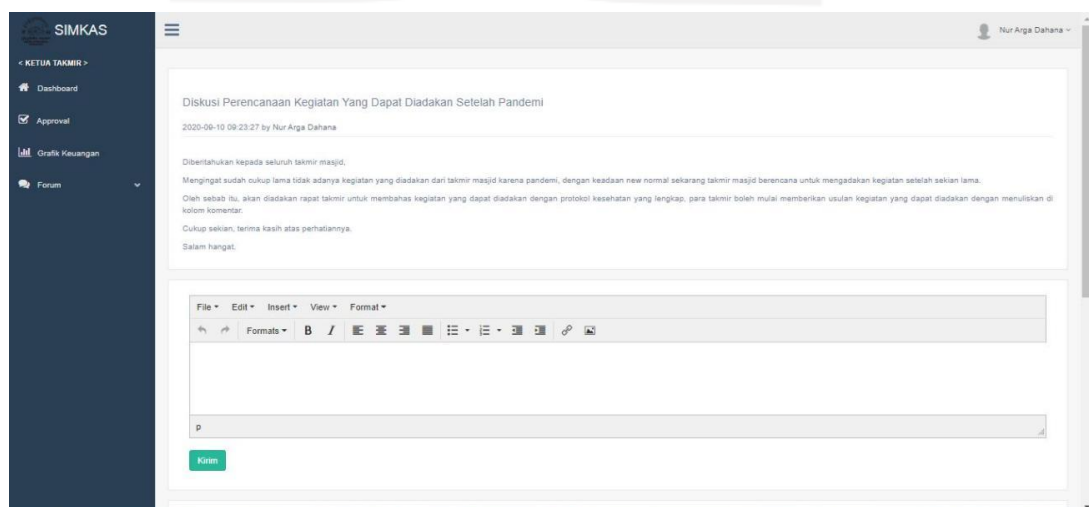 SIMKAS
Nur Arga Dahana
< KETUA TAKMIR >
Dashboard
Approval
Grafik Keuangan
Forum
Diskusi Perencanaan Kegiatan Yang Dapat Diadakan Setelah Pandemi
2020-09-10 09:23:27 by Nur Arga Dahana
Diberitahukan kepada seluruh takmir masjid,
Mengingat sudah cukup lama tidak adanya kegiatan yang diadakan dari takmir masjid karena pandemi, dengan keadaan new normal sekarang takmir masjid berencana untuk mengadakan kegiatan setelah sekian lama.
Oleh sebab itu, akan diadakan rapat takmir untuk membahas kegiatan yang dapat diadakan dengan protokol kesehatan yang lengkap, para takmir boleh mulai memberikan usulan kegiatan yang dapat diadakan dengan menuliskan di
kolom komentar.
Cukup sekian, terima kasih atas perhatiannya.
Salam hangat.
File Edit Insert View Format
Formats B I
p
Kirim